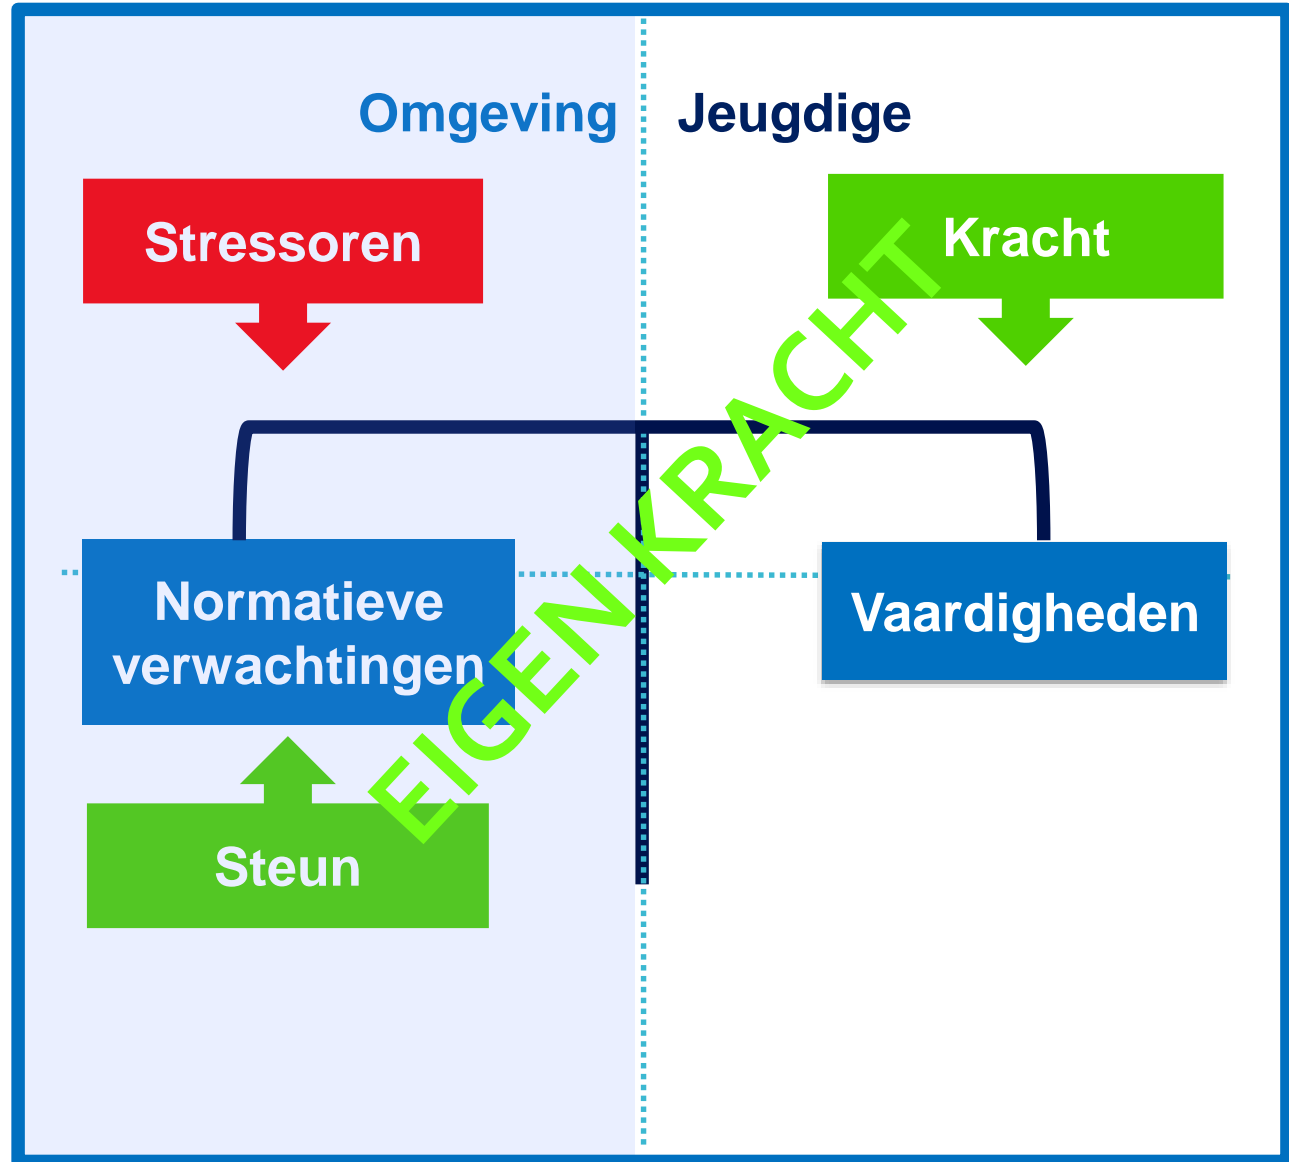 Omgeving
Jeugdige
Stressoren
Kracht
EIGEN KRACHT
Normatieve
verwachtingen
Vaardigheden
Steun